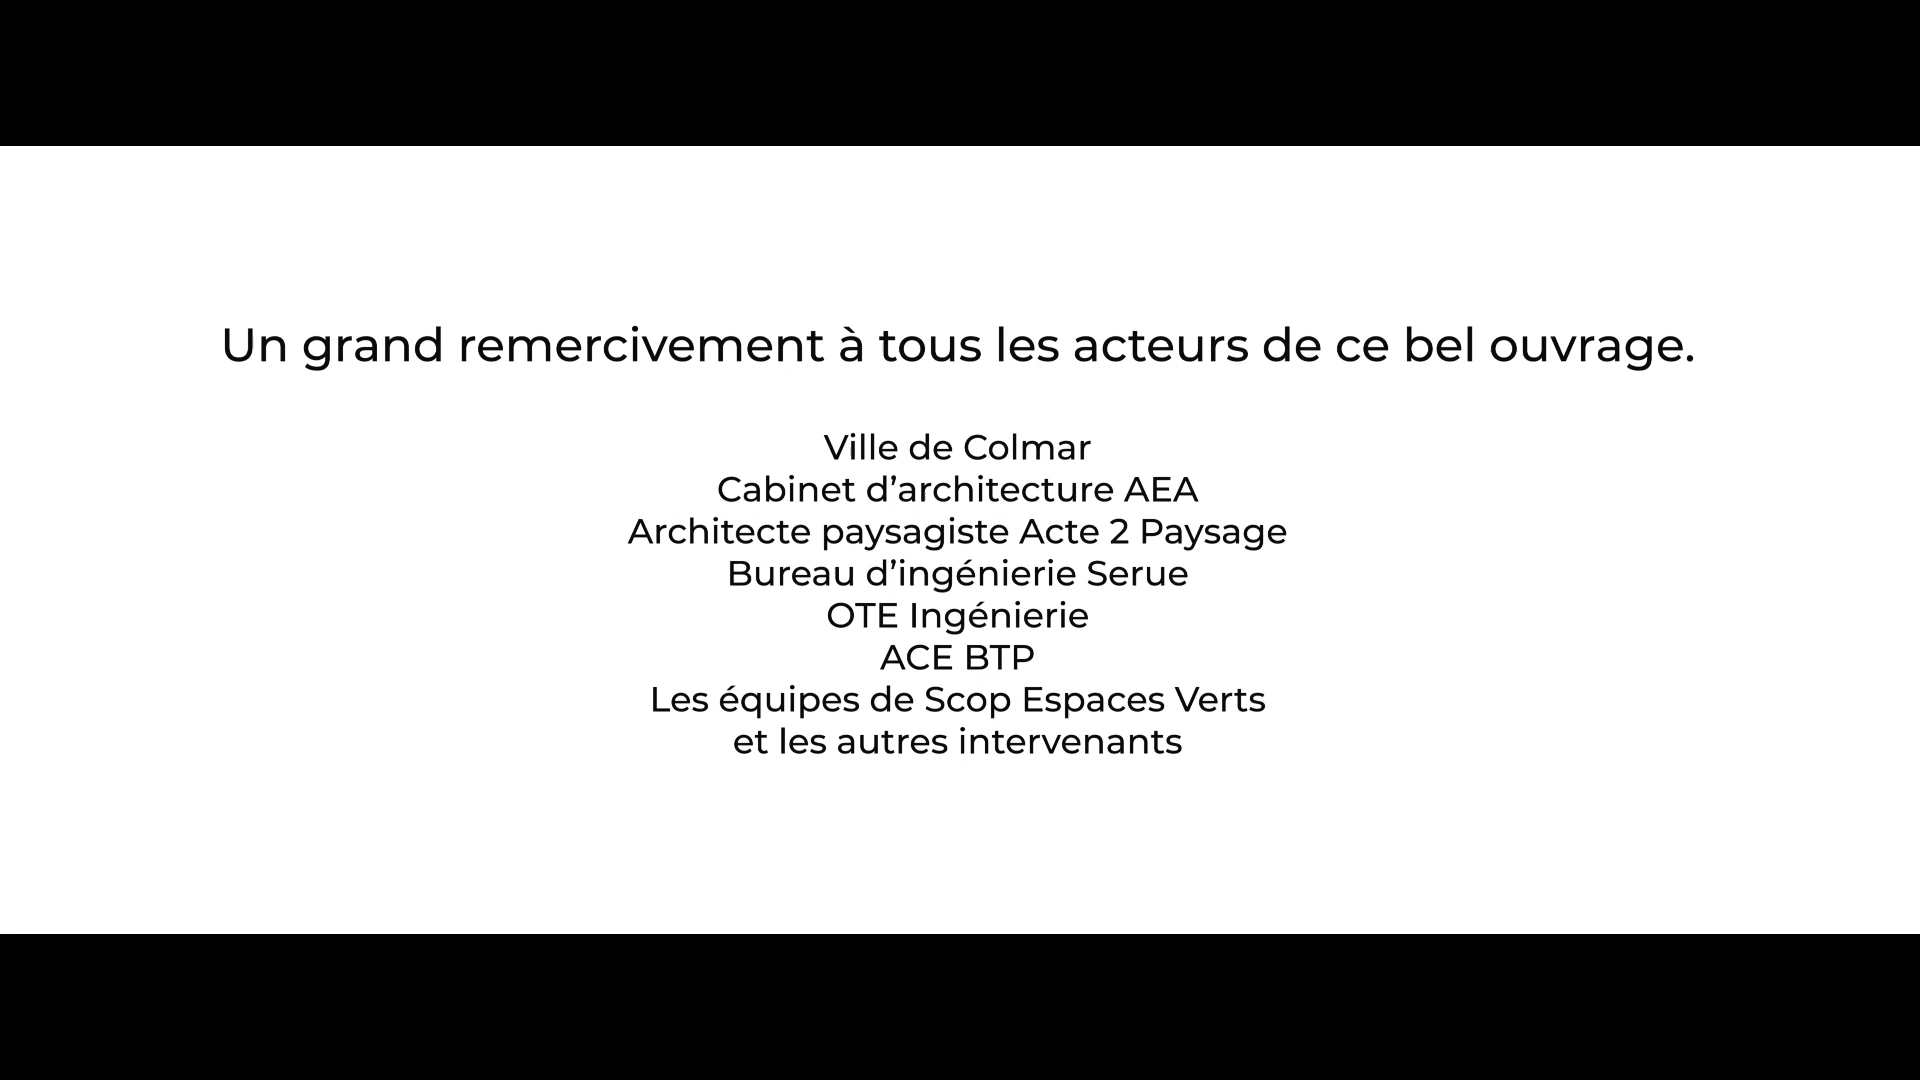 Un grand remercivement à tous les acteurs de ce bel ouvrage.
Ville de Colmar
Cabinet d’architecture AEA
Architecte paysagiste Acte 2 Paysage
Bureau d’ingénierie Serue
OTE Ingénierie
ACE BTP
Les équipes de Scop Espaces Verts
et les autres intervenants